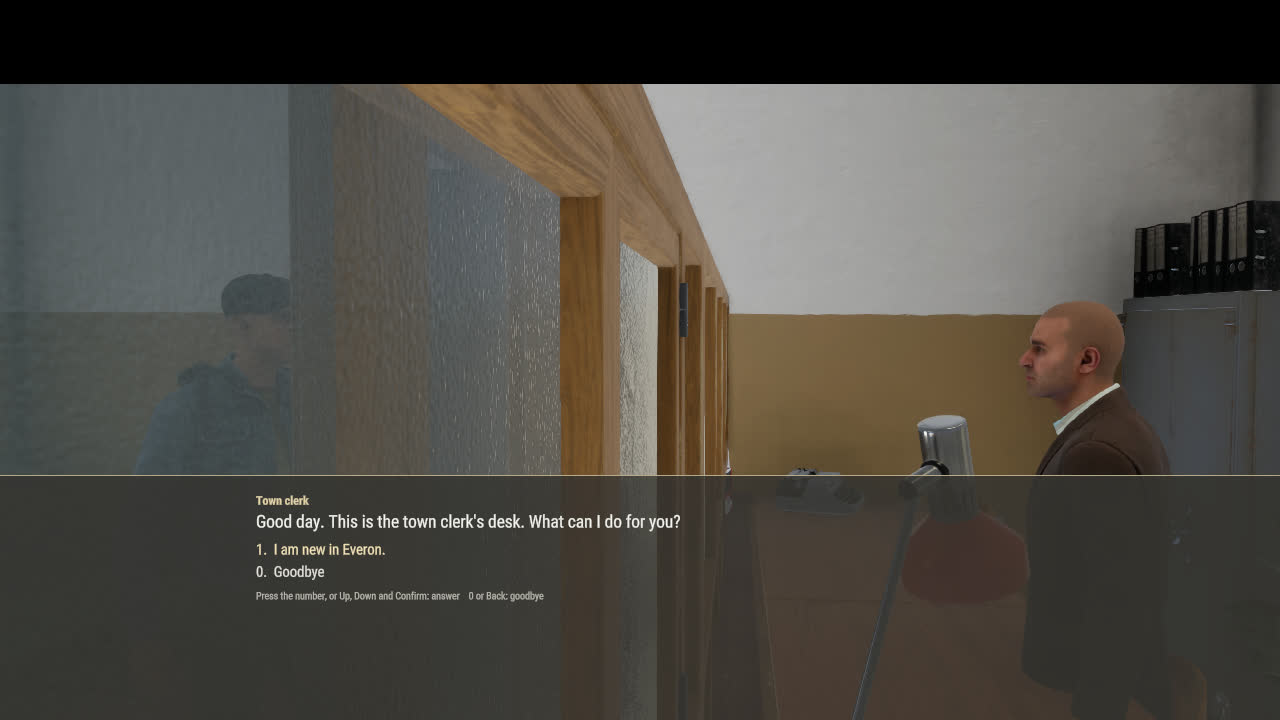 Town clerk
Good day. This is the town clerk's desk. What can I do for you?
1. I am new in Everon.
0. Goodbye
Press the number, or Up, Down and Confirm: answer 0 or Back: goodbye